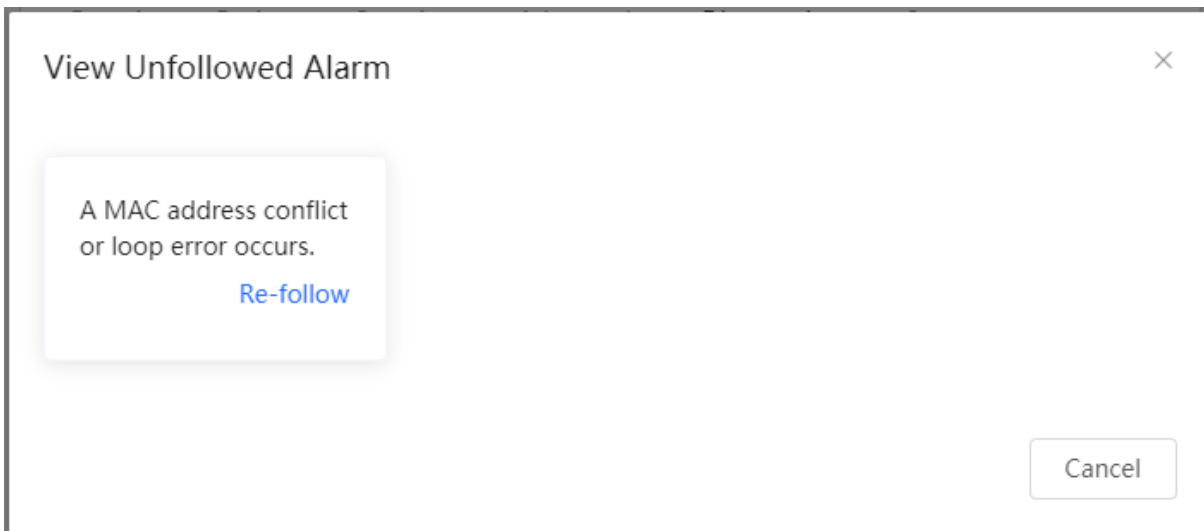 View Unfollowed Alarm
A MAC address conflict
or loop error occurs.
Re-follow
Cancel